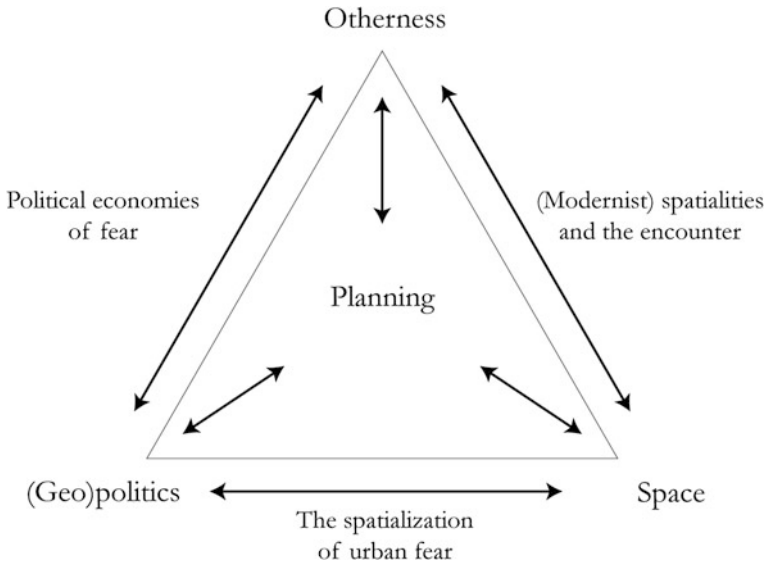 Otherness
Political economies
of fear
(Modernist) spatialities
and the encounter
Planning
(Geo)politics
Space
The spatialization
of urban fear